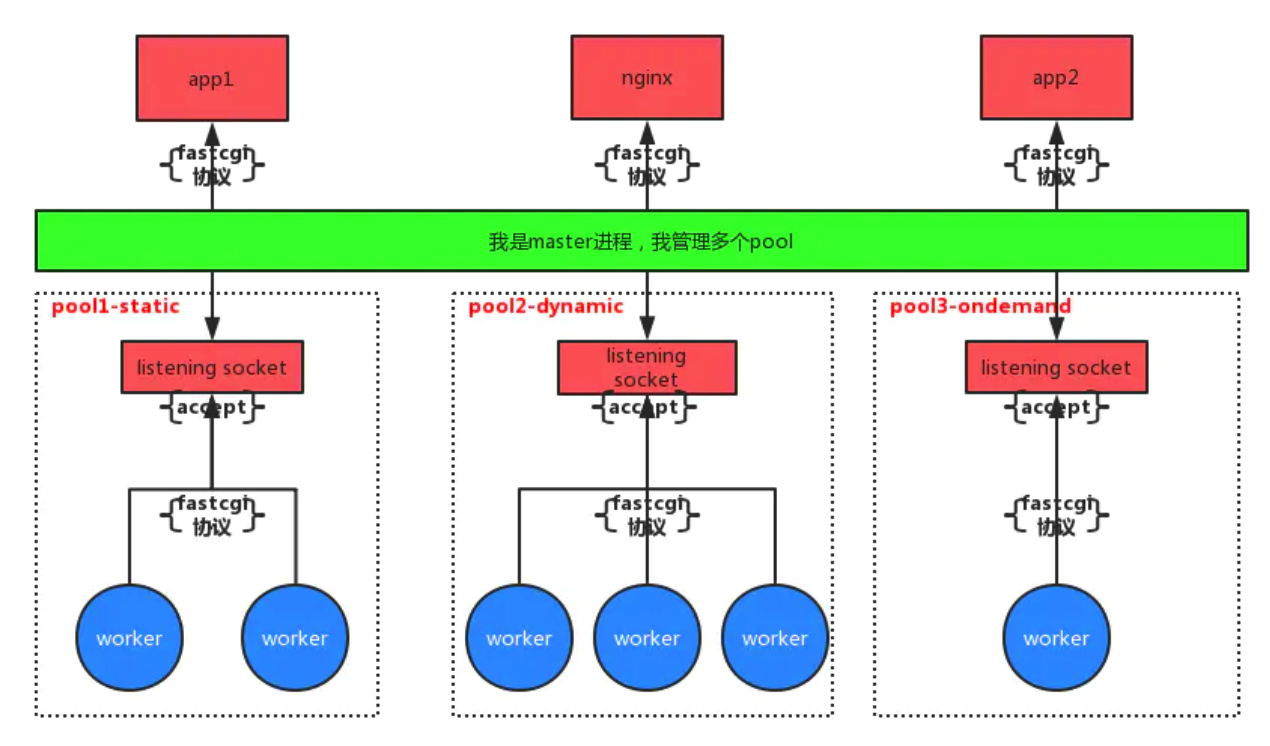 app1
nginx
app2
fastcgi
协议
fastcgi
协议
fastcgi
协议
我是master进程，我管理多个pool
pool1-static
pool2-dynamic
pool3-ondemand
listening socket
listening
socket
listening socket
accept
accept
accept
fastcgi
协议
fastcgi
协议
fastcgi
协议
worker
worker
worker
worker
worker
worker